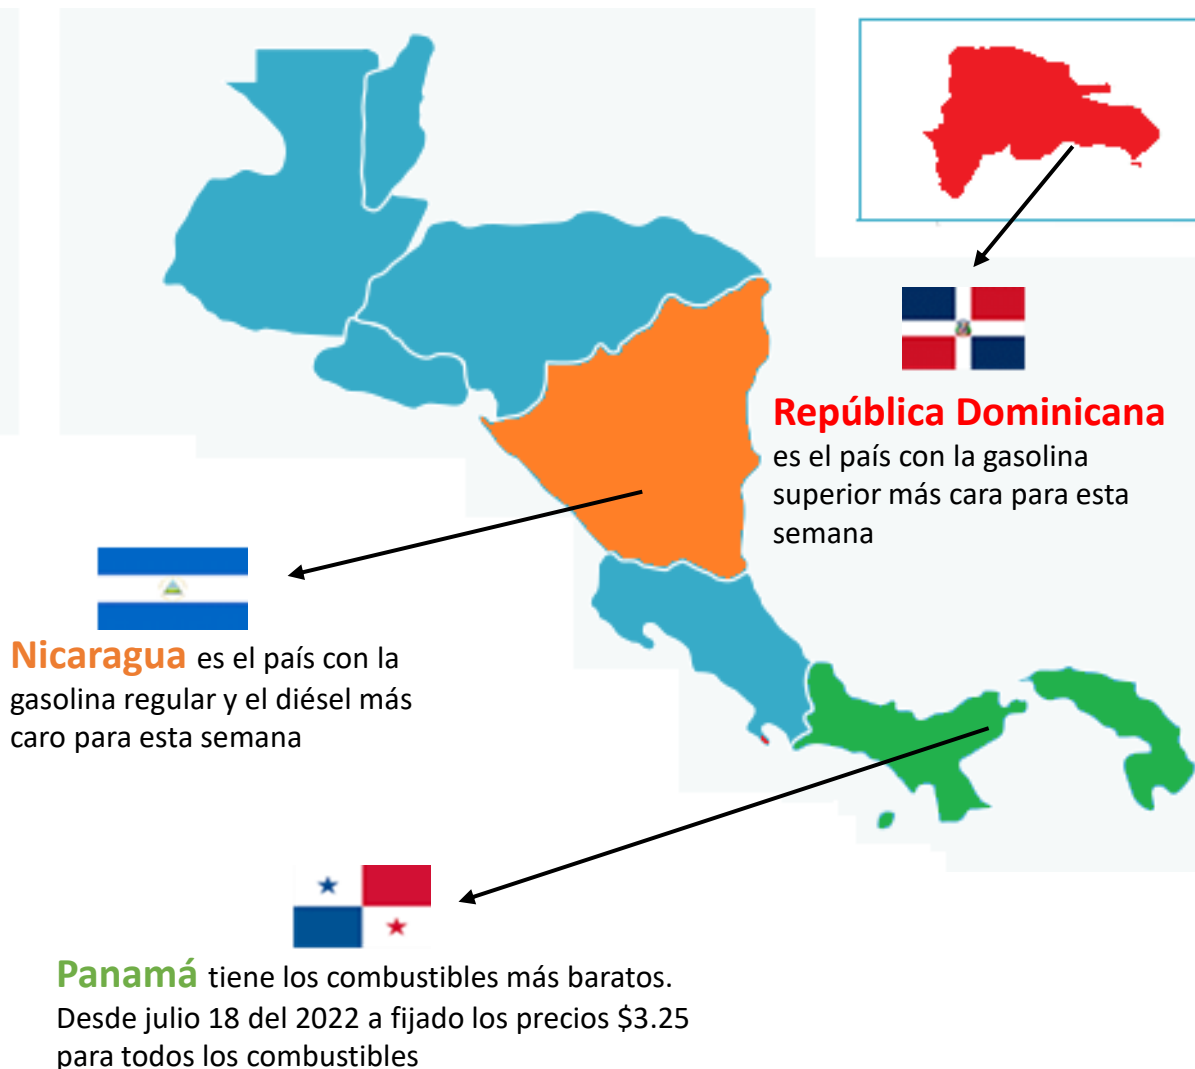 República Dominicana
es el país con la gasolina
superior más cara para esta
semana
Nicaragua es el país con la
gasolina regular y el diésel más
caro para esta semana
Panamá tiene los combustibles más baratos.
Desde julio 18 del 2022 a fijado los precios $3.25
para todos los combustibles